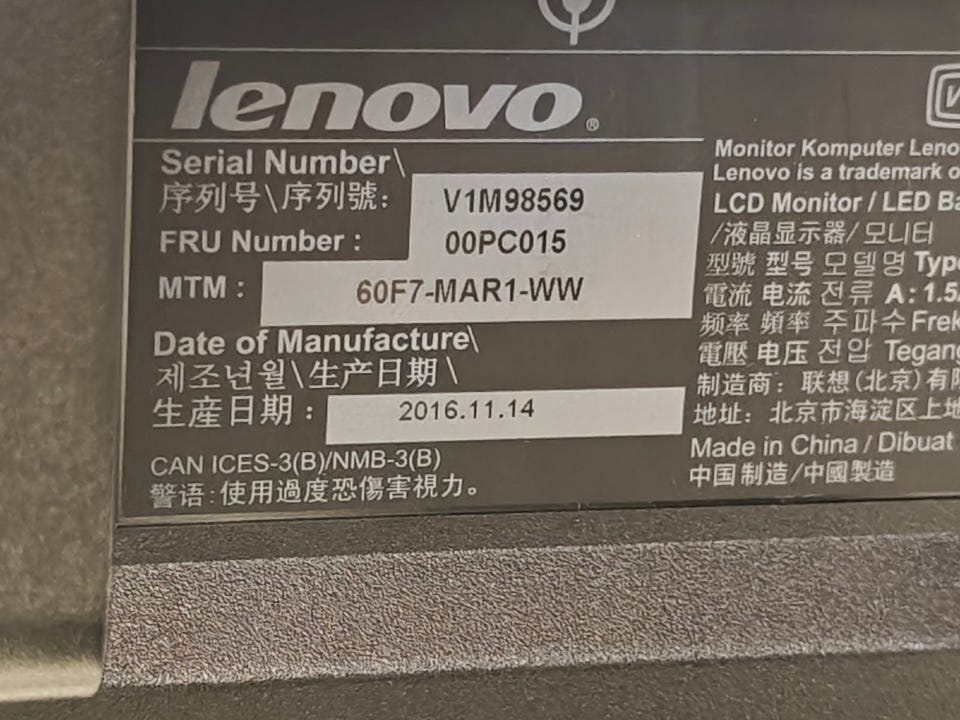 lenovo®
Serial Number\
序列号\序列號: V1M98569
FRU Number : 00PC015
MTM : 60F7-MAR1-WW
Date of Manufacture\
제조년월\生产日期\
生產日期: 2016.11.14
CAN ICES-3(B)/NMB-3(B)
警语:使用過度恐傷害視力。
Monitor Komputer
Lenovo is a trademark
LCD Monitor / LED
/液晶显示器/모니터
型號 型号 모델명
電流 电流 전류 A: 1.5
频率 頻率 주파수
電壓 电压 전압
制造商: 联想(北京)有
地址: 北京市海淀区上地
Made in China / Dibuat
中国制造/中國製造